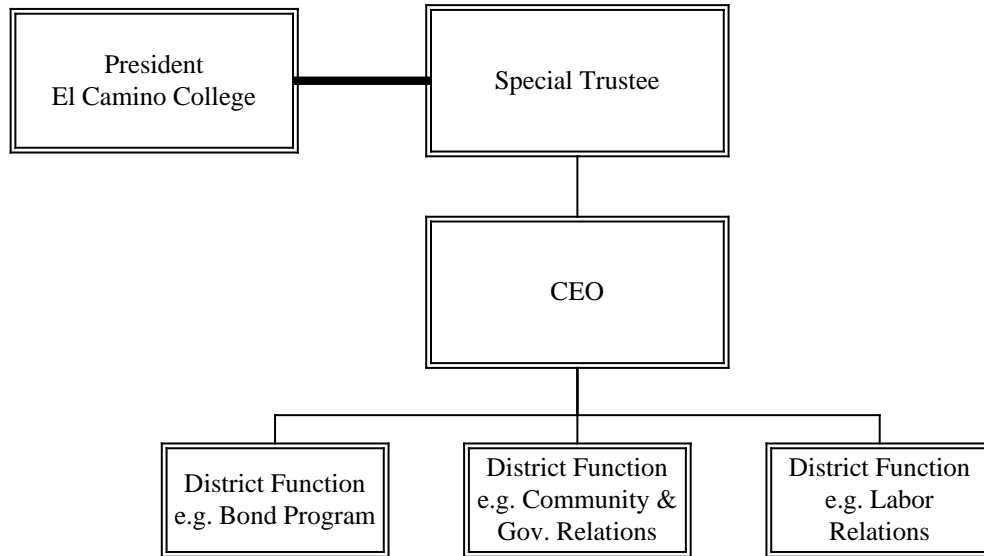 President
El Camino College
Special Trustee
CEO
District Function
e.g. Bond Program
District Function
e.g. Community &
Gov. Relations
District Function
e.g. Labor
Relations